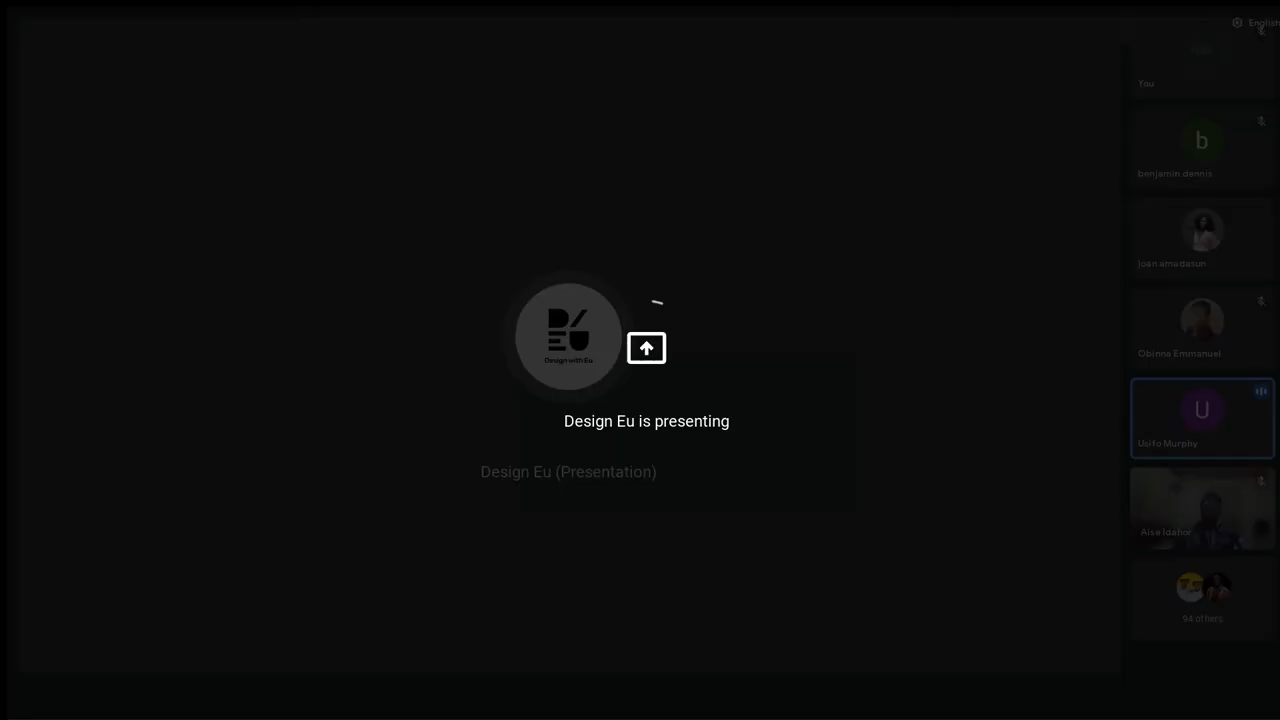 English
You
b
benjamin.dennis
Joan amadasun
Obinna Emmanuel
U
Usifo Murphy
Aise Idahor
94 others
Design with Eu
Design Eu is presenting
Design Eu (Presentation)